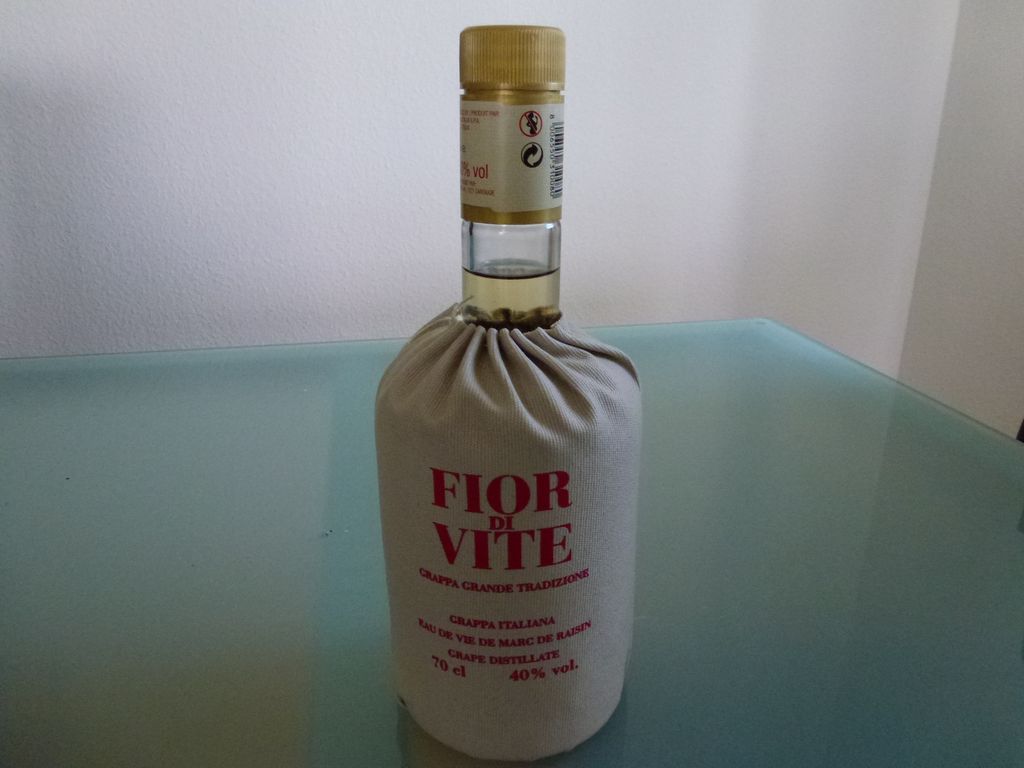 % vol
FIOR
DI
VITE
GRAPPA GRANDE TRADIZIONE
GRAPPA ITALIANA
EAU DE VIE DE MARC DE RAISIN
GRAPE DISTILLATE
70 cl 40% vol.